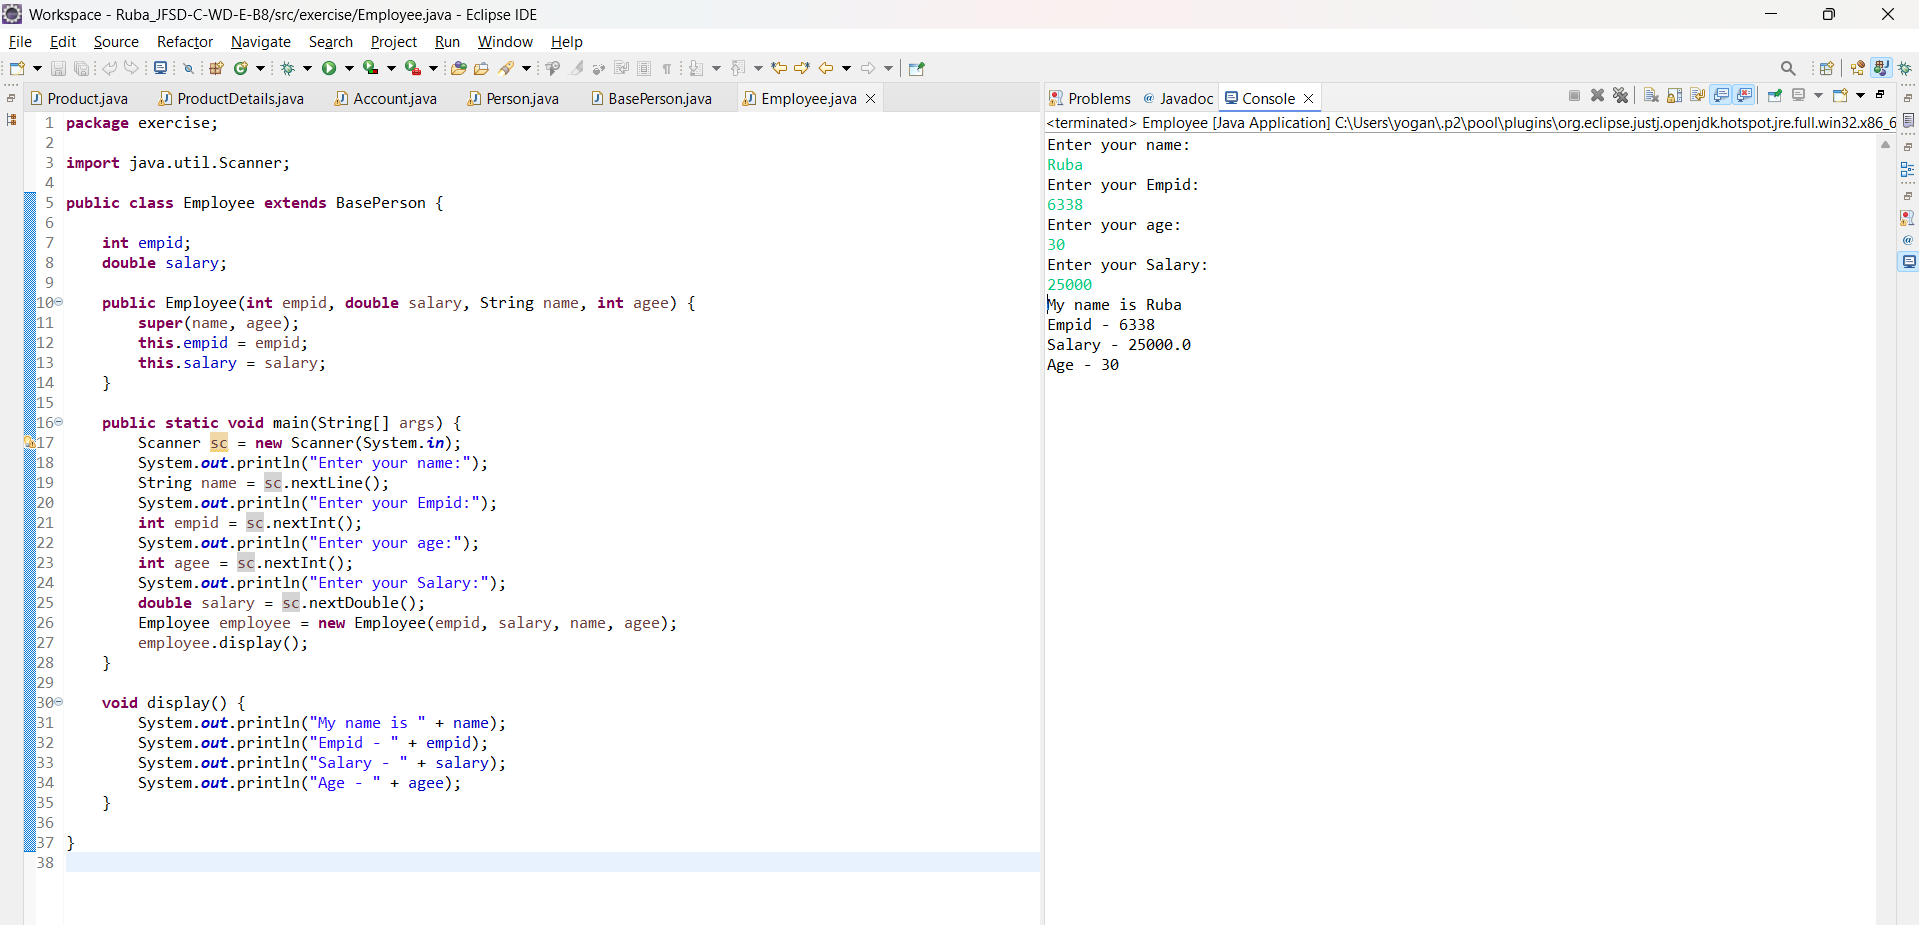 Workspace - Ruba_JFSD-C-WD-E-B8/src/exercise/Employee.java - Eclipse IDE
File Edit Source Refactor Navigate Search Project Run Window Help
Product.java ProductDetails.java Account.java Person.java BasePerson.java Employee.java
1 package exercise;
2
3 import java.util.Scanner;
4
5 public class Employee extends BasePerson {
6
7 int empid;
8 double salary;
9
10 public Employee(int empid, double salary, String name, int agee) {
11 super(name, agee);
12 this.empid = empid;
13 this.salary = salary;
14 }
15
16 public static void main(String[] args) {
17 Scanner sc = new Scanner(System.in);
18 System.out.println("Enter your name:");
19 String name = sc.nextLine();
20 System.out.println("Enter your Empid:");
21 int empid = sc.nextInt();
22 System.out.println("Enter your age:");
23 int agee = sc.nextInt();
24 System.out.println("Enter your Salary:");
25 double salary = sc.nextDouble();
26 Employee employee = new Employee(empid, salary, name, agee);
27 employee.display();
28 }
29
30 void display() {
31 System.out.println("My name is " + name);
32 System.out.println("Empid - " + empid);
33 System.out.println("Salary - " + salary);
34 System.out.println("Age - " + agee);
35 }
36
37 }
38
Problems @ Javadoc Console
<terminated> Employee [Java Application] C:\Users\yogan\.p2\pool\plugins\org.eclipse.justj.openjdk.hotspot.jre.full.win32.x86_6
Enter your name:
Ruba
Enter your Empid:
6338
Enter your age:
30
Enter your Salary:
25000
My name is Ruba
Empid - 6338
Salary - 25000.0
Age - 30